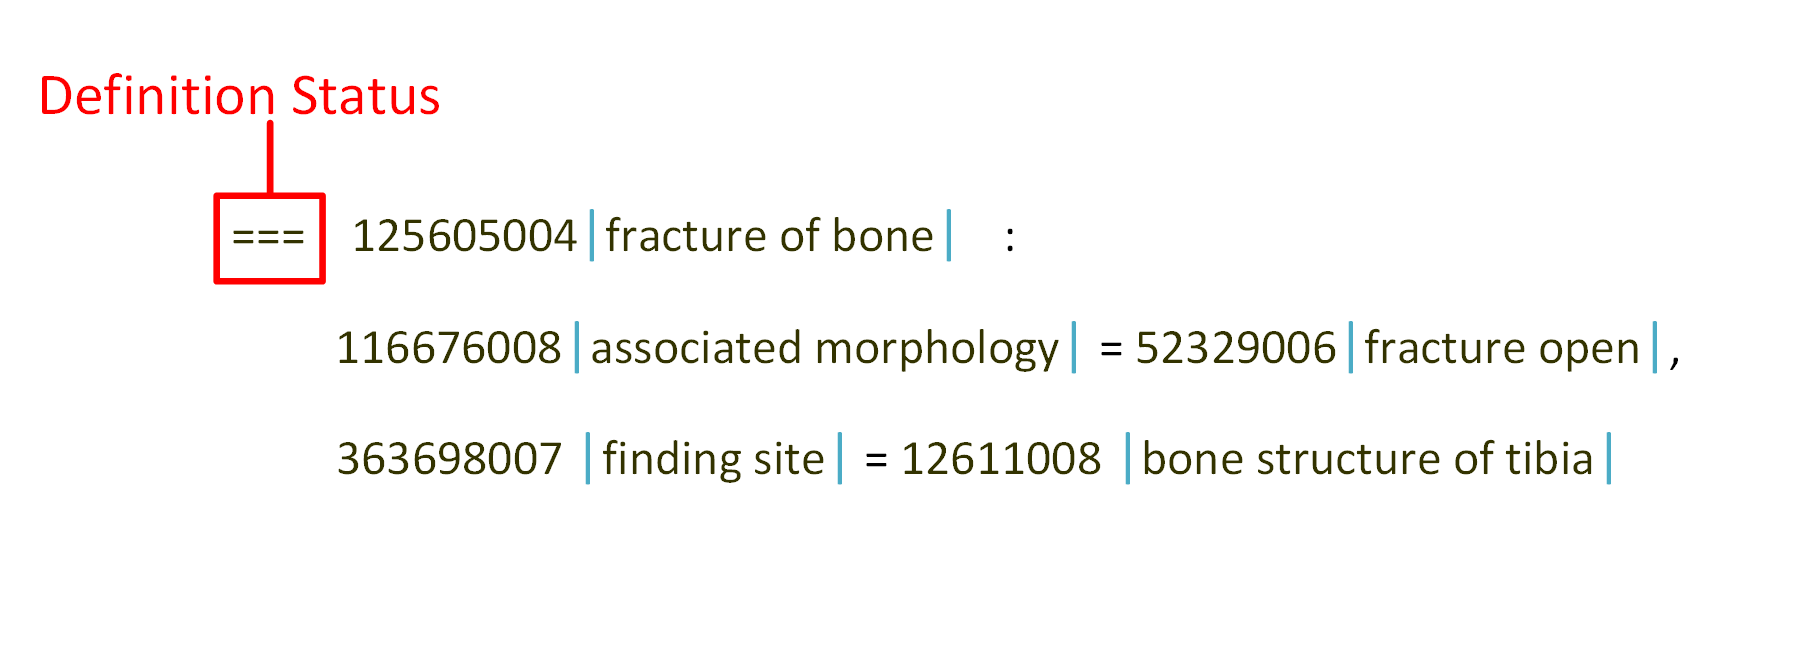 Definition Status
=== 125605004|fracture of bone| :
116676008|associated morphology| = 52329006|fracture open|,
363698007 |finding site| = 12611008 |bone structure of tibia|